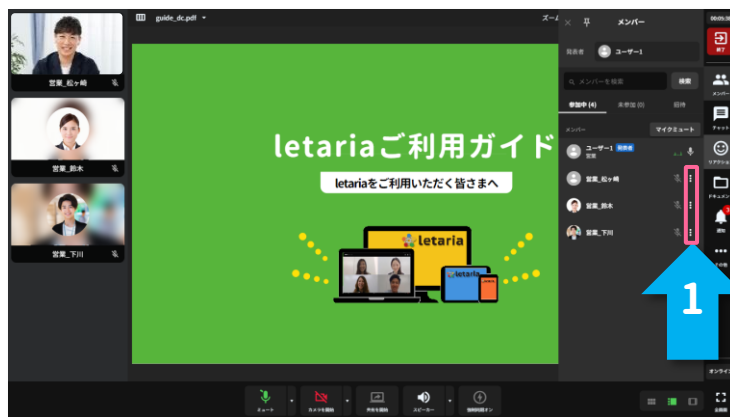 guide_dc.pdf
営業_松ヶ崎
営業_鈴木
営業_下川
letariaご利用ガイド
letariaをご利用いただく皆さまへ
letaria
letaria
メンバー
発表者
ユーザー1
メンバーを検索
検索
参加中 (4)
未参加 (0)
招待
メンバー
マイクミュート
ユーザー1 発表者
営業
営業_松ヶ崎
営業_鈴木
営業_下川
終了
メンバー
チャット
リアクション
ドキュメント
通知
その他
1
オンライン
全画面
ミュート
カメラを開始
共有を開始
スピーカー